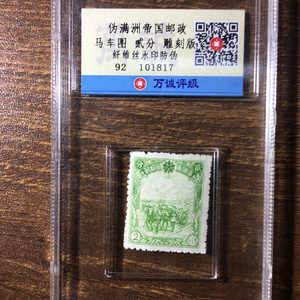 伪满洲帝国邮政
马车图 贰分 雕刻版
纤维丝水印防伪
92 101817
万诚评级
2